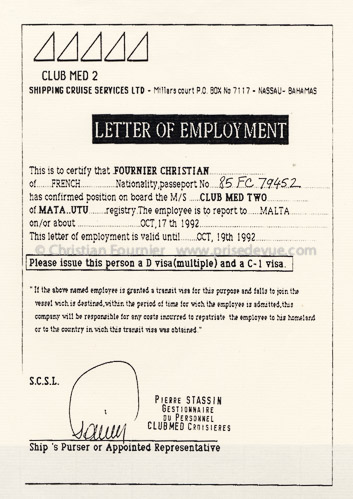 CLUB MED 2
SHIPPING CRUISE SERVICES LTD - Millars court P.O. BOX No 7117 - NASSAU- BAHAMAS
LETTER OF EMPLOYMENT
This is to certify that FOURNIER CHRISTIAN
of FRENCH Nationality,passeport No 85 FC 79452
has confirmed position on board the M/S CLUB MED TWO
of MATA..UTU registry.The employee is to report to MALTA
on/or about OCT,17 th 1992
This letter of employment is valid until OCT, 19th 1992
© Christian Fournier www.prisedevue.com
Please issue this person a D visa(multiple) and a C-1 visa.
" If the above named employee is granted a transit visa for this purpose and fails to join the
vessel wich is destined,within the period of time for wich the employee is admitted,this
company will be responsible for any costs incurred to repatriate the employee to his homeland
or to the country in wich this transit visa was obtained."
S.C.S.L.
PIERRE STASSIN
GESTIONNAIRE
DU PERSONNEL
CLUBMED CROISIERES
Ship 's Purser or Appointed Representative